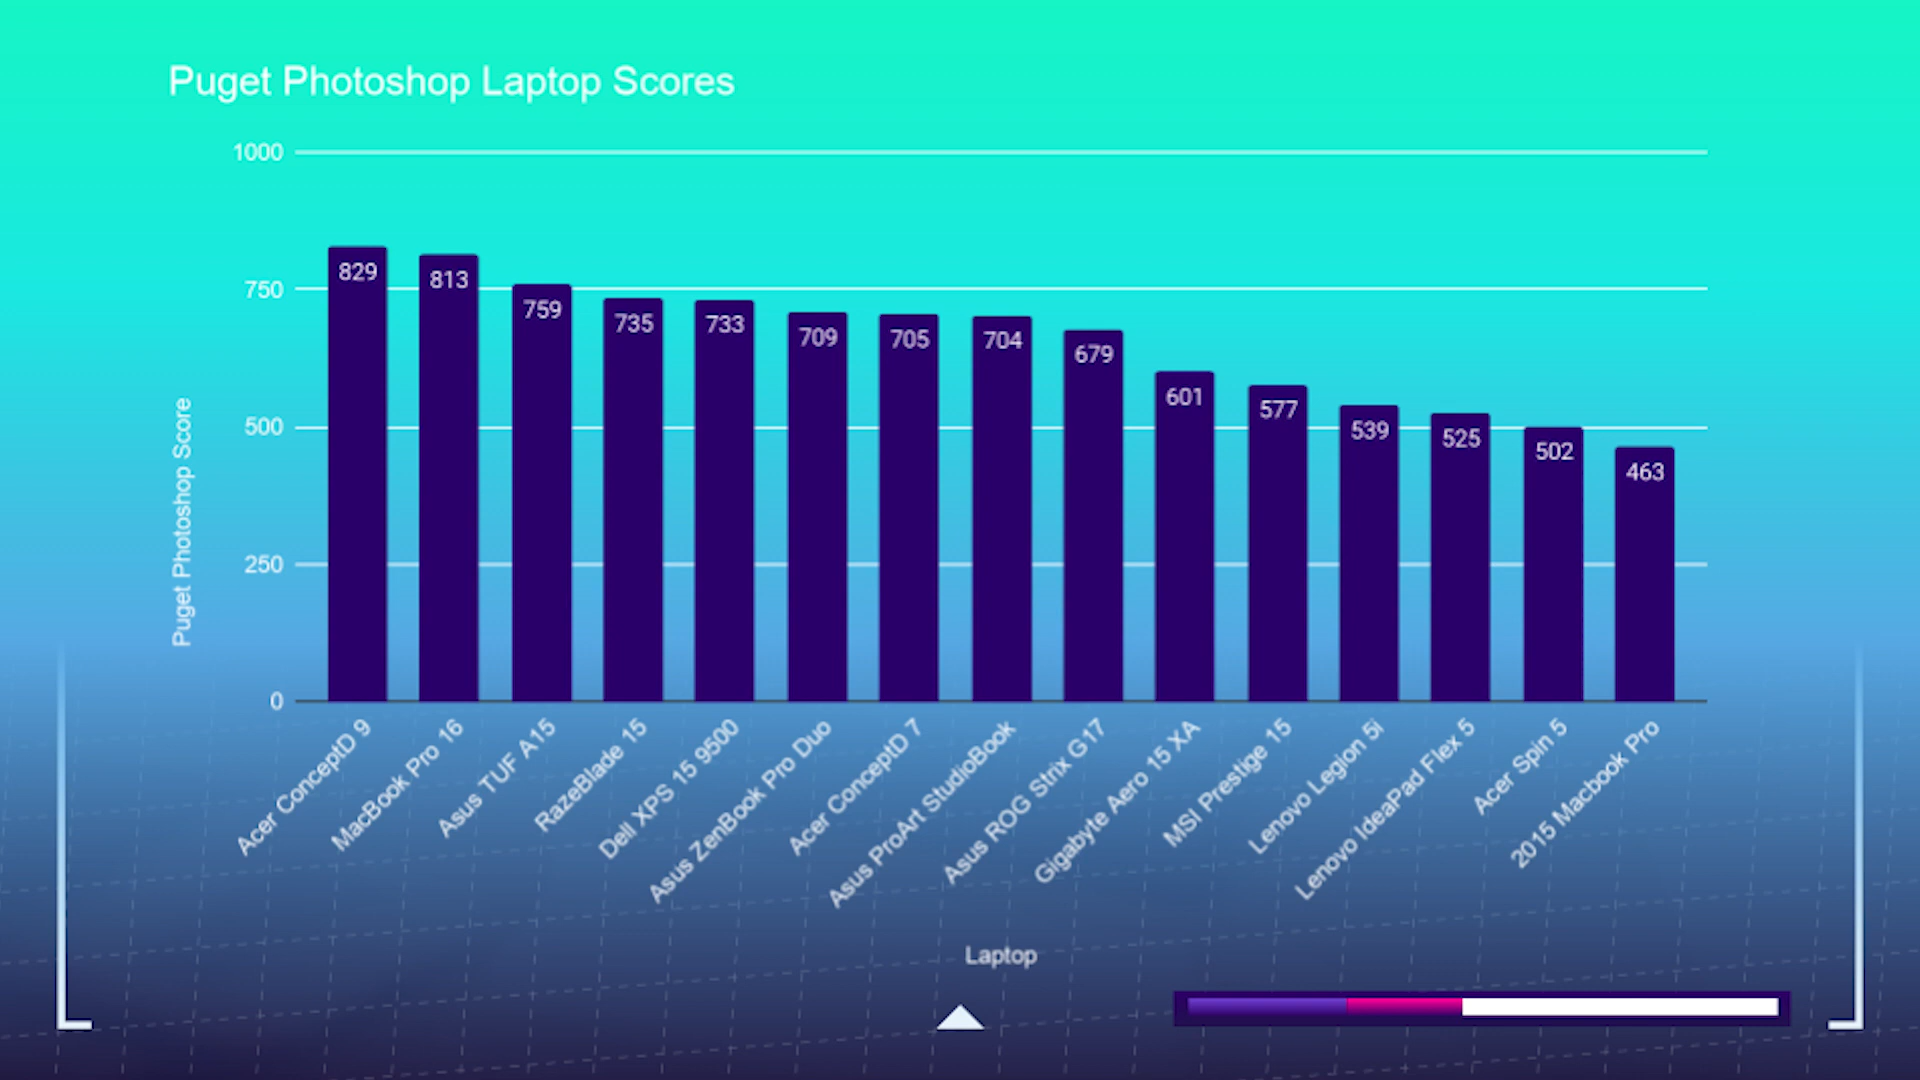 Puget Photoshop Laptop Scores
1000
750
500
250
0
Puget Photoshop Score
829
813
759
735
733
709
705
704
679
601
577
539
525
502
463
Acer ConceptD 9
MacBook Pro 16
Asus TUF A15
RazeBlade 15
Dell XPS 15 9500
Asus ZenBook Pro Duo
Acer ConceptD 7
Asus ProArt StudioBook
Asus ROG Strix G17
Gigabyte Aero 15 XA
MSI Prestige 15
Lenovo Legion 5i
Lenovo IdeaPad Flex 5
Acer Spin 5
2015 Macbook Pro
Laptop